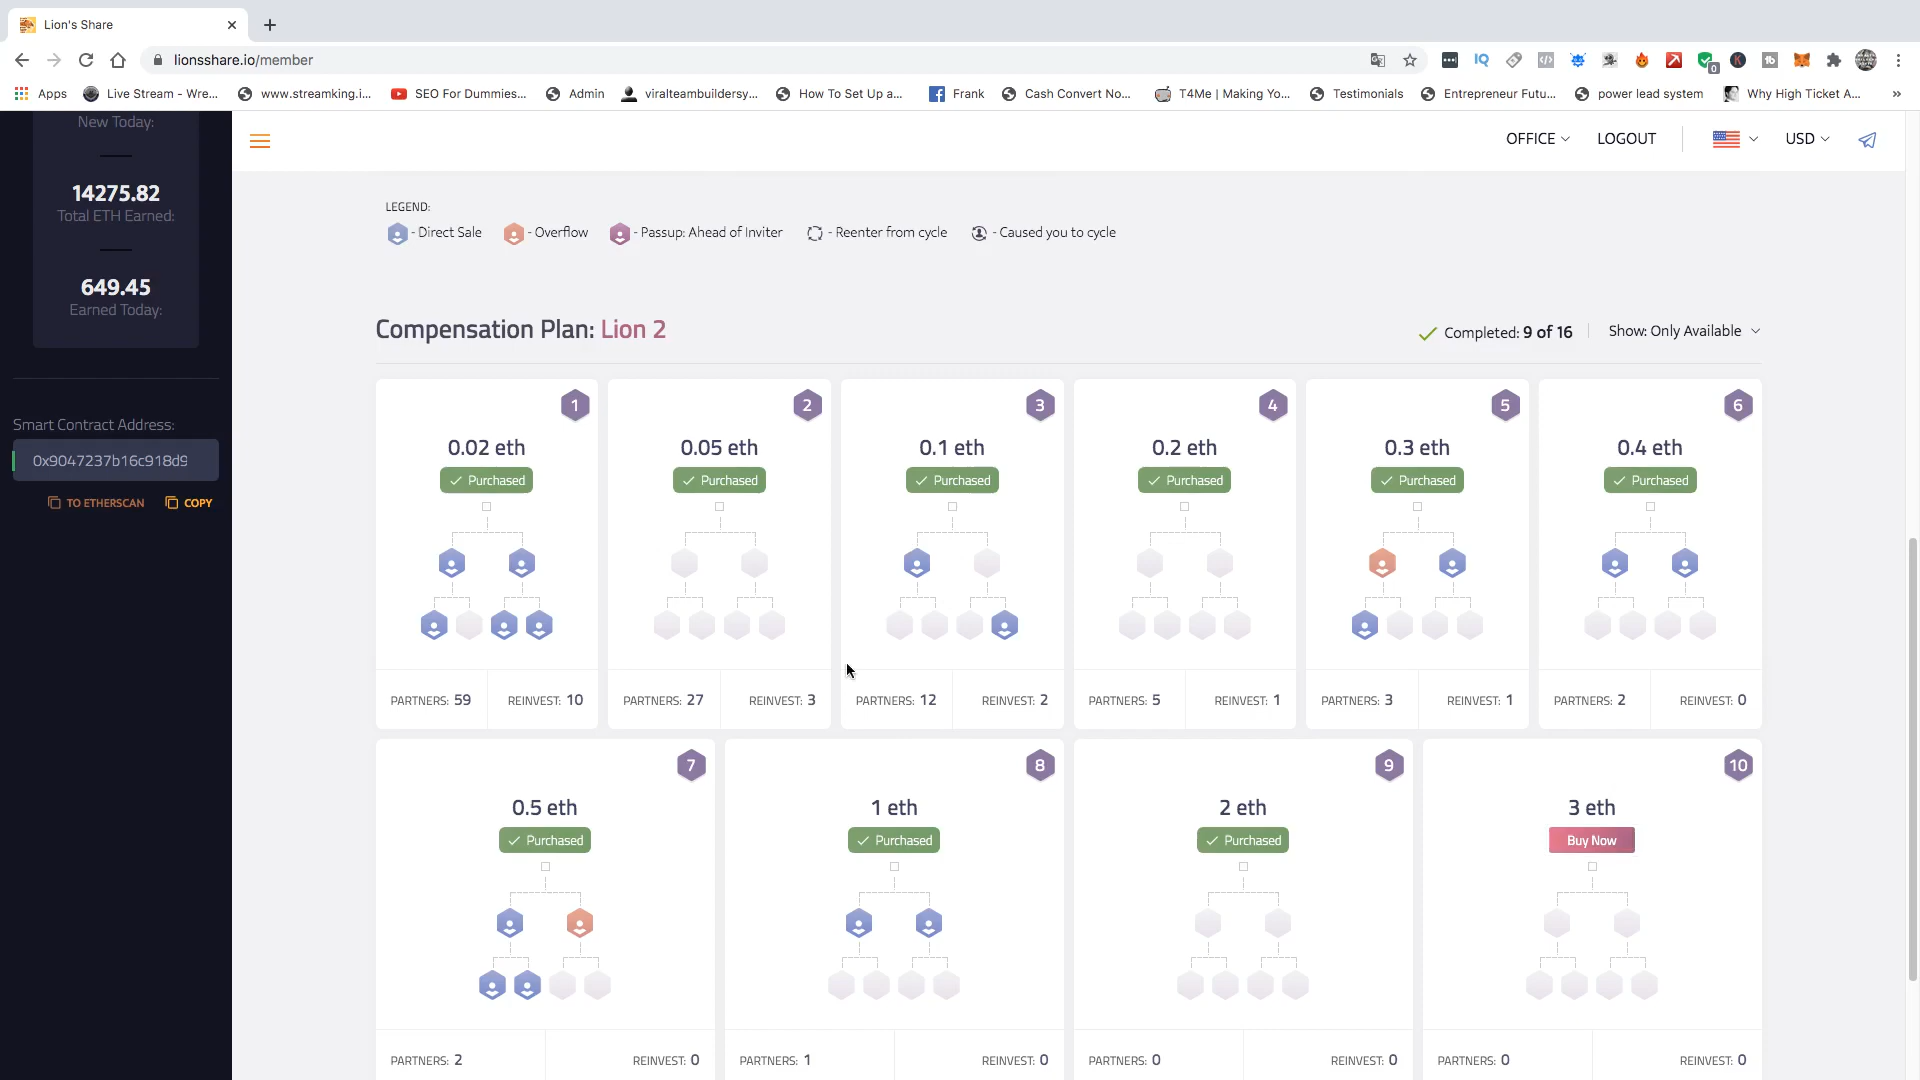 Lion's Share
lionsshare.io/member
Apps Live Stream - Wre... www.streamking.i... SEO For Dummies... Admin viralteambuildersy... How To Set Up a... Frank Cash Convert No... T4Me | Making Yo... Testimonials Entrepreneur Futu... power lead system Why High Ticket A... »
OFFICE LOGOUT USD
New Today:
14275.82
Total ETH Earned:
649.45
Earned Today:
Smart Contract Address:
0x9047237b16c918d9
TO ETHERSCAN COPY
LEGEND:
- Direct Sale - Overflow - Passup: Ahead of Inviter - Reenter from cycle - Caused you to cycle
Compensation Plan: Lion 2
Completed: 9 of 16 Show: Only Available
1 2 3 4 5 6
0.02 eth 0.05 eth 0.1 eth 0.2 eth 0.3 eth 0.4 eth
Purchased Purchased Purchased Purchased Purchased Purchased
PARTNERS: 59 REINVEST: 10 PARTNERS: 27 REINVEST: 3 PARTNERS: 12 REINVEST: 2 PARTNERS: 5 REINVEST: 1 PARTNERS: 3 REINVEST: 1 PARTNERS: 2 REINVEST: 0
7 8 9 10
0.5 eth 1 eth 2 eth 3 eth
Purchased Purchased Purchased Buy Now
PARTNERS: 2 REINVEST: 0 PARTNERS: 1 REINVEST: 0 PARTNERS: 0 REINVEST: 0 PARTNERS: 0 REINVEST: 0